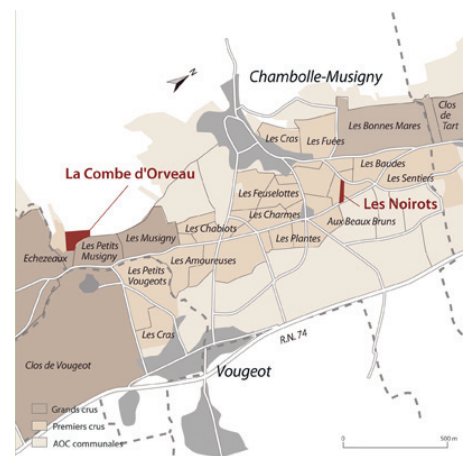 N
Chambolle-Musigny
Clos
de
Tart
Les Bonnes Mares
Les Cras
Les Fuées
Les Baudes
La Combe d'Orveau
Les Sentiers
Les Feuselottes
Les Noirots
Les Charmes
Aux Beaux Bruns
Les Chabiots
Les Musigny
Les Plantes
Les Petits
Musigny
Echezeaux
Les Amoureuses
Les Petits
Vougeots
Les Cras
R.N. 74
Clos de Vougeot
Vougeot
Grands crus
Premiers crus
AOC communales
0
500 m